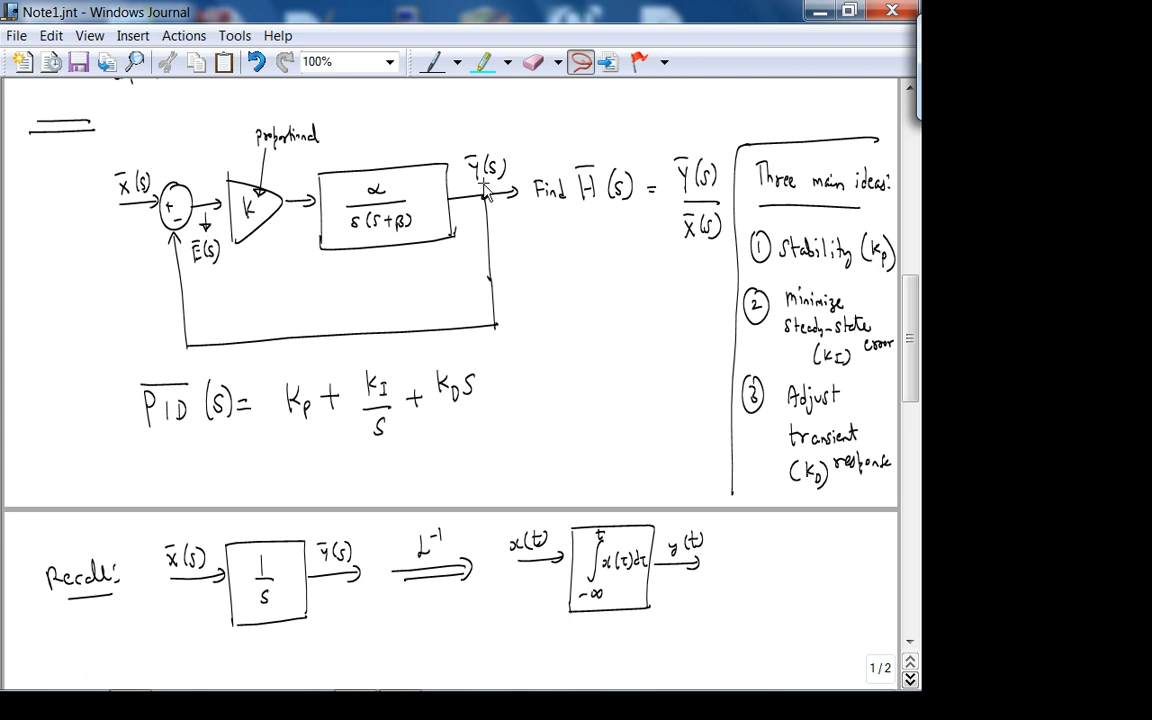 Note1.jnt - Windows Journal
File Edit View Insert Actions Tools Help
100%
proportional
X̅(s)
+
-
E̅(s)
K
α
s(s+β)
Y̅(s)
Find H̅(s) = Y̅(s)
X̅(s)
Three main ideas:
① Stability (Kp)
② Minimize
steady-state
error
(KI)
③ Adjust
transient
response
(KD)
P̅I̅D̅(s) = Kp + KI/s + KDs
Recall:
X̅(s)
1
s
Y̅(s)
L⁻¹
x(t)
t
∫ x(τ)dτ
-∞
y(t)
1 / 2